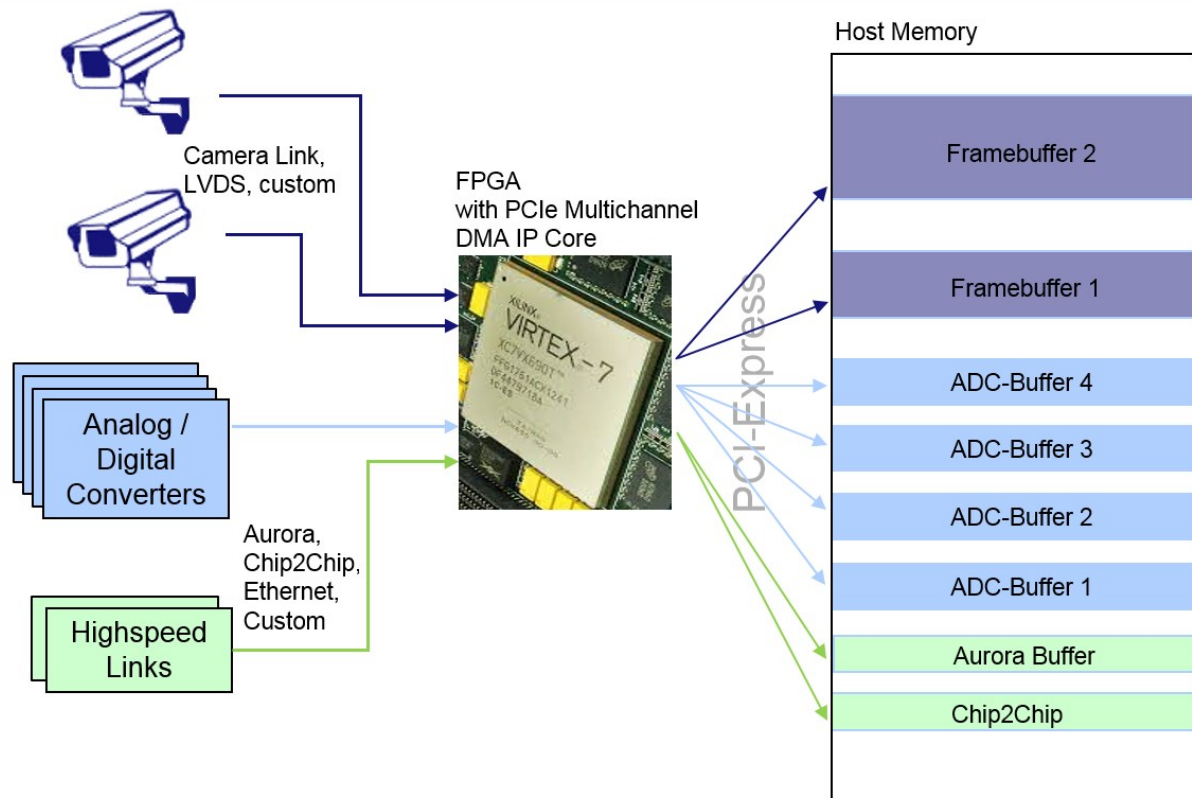 Host Memory
Camera Link,
LVDS, custom
FPGA
with PCIe Multichannel
DMA IP Core
XILINX
VIRTEX-7
XC7VX690T™
PCI-Express
Analog /
Digital
Converters
Aurora,
Chip2Chip,
Ethernet,
Custom
Highspeed
Links
Framebuffer 2
Framebuffer 1
ADC-Buffer 4
ADC-Buffer 3
ADC-Buffer 2
ADC-Buffer 1
Aurora Buffer
Chip2Chip